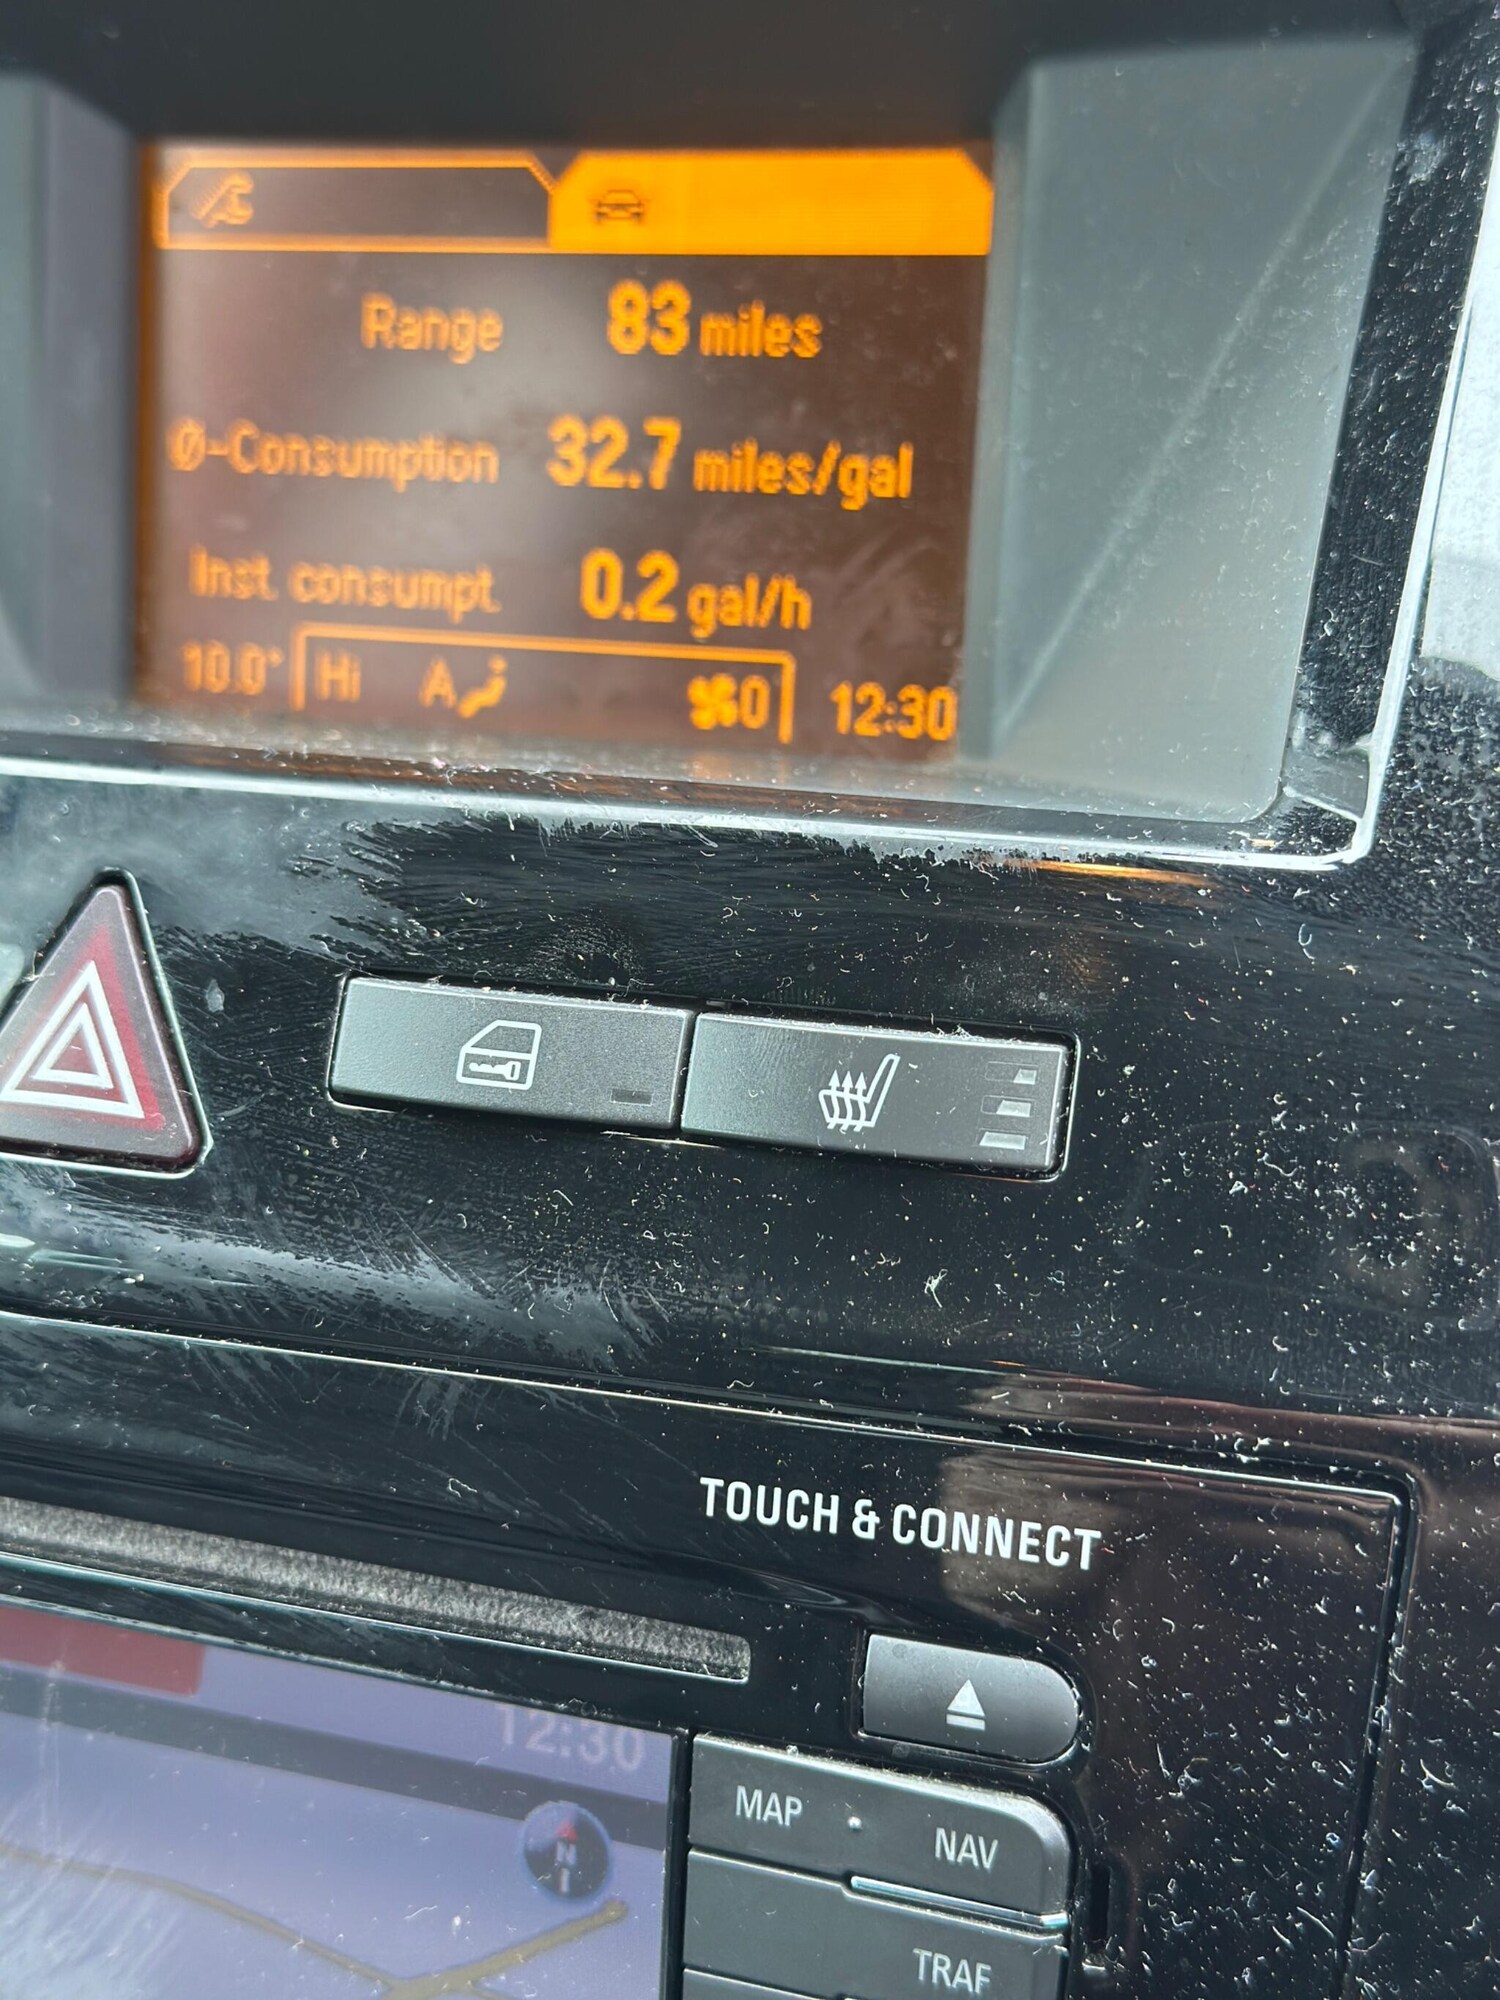 Range 83 miles
Ø-Consumption 32.7 miles/gal
Inst. consumpt. 0.2 gal/h
10.0° Hi A 0 12:30
TOUCH & CONNECT
12:30
N
MAP NAV
TRAF